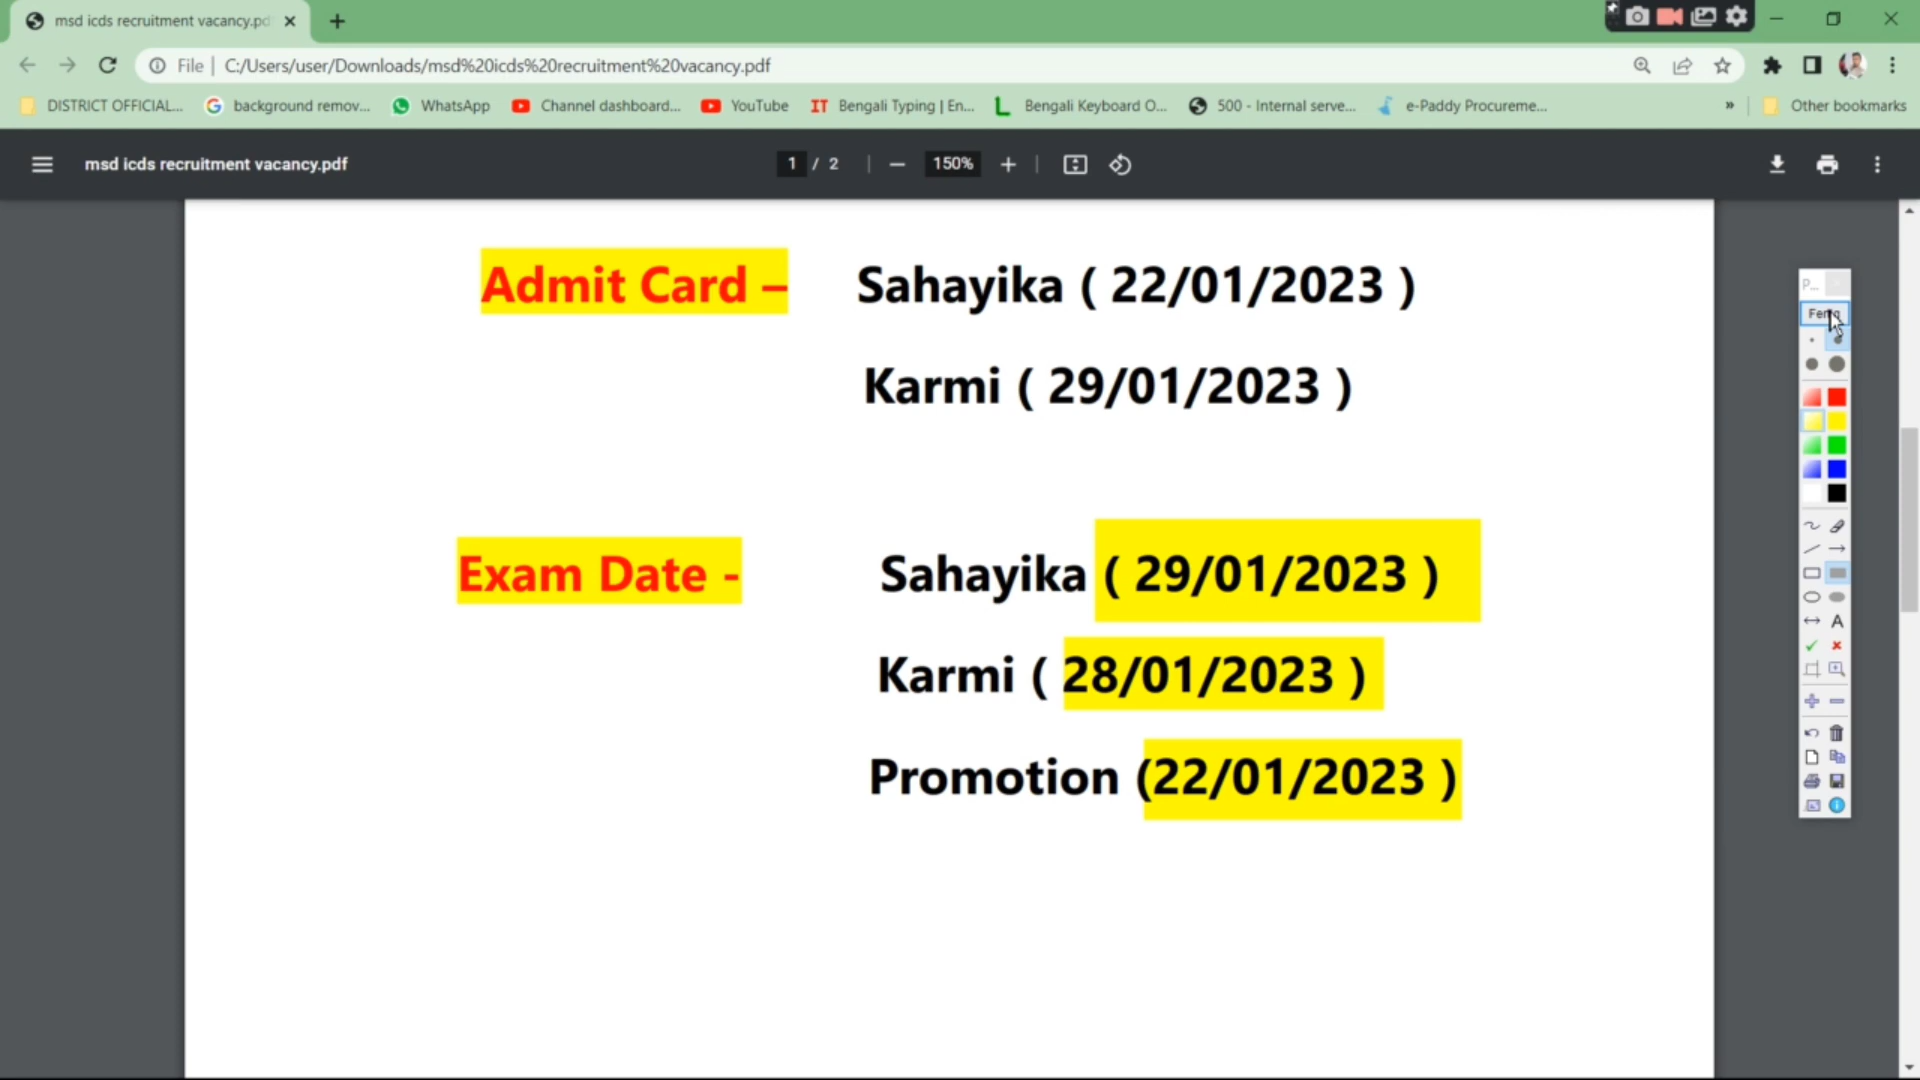 msd icds recruitment vacancy.pd
File | C:/Users/user/Downloads/msd%20icds%20recruitment%20vacancy.pdf
DISTRICT OFFICIAL... background remov... WhatsApp Channel dashboard... YouTube IT Bengali Typing | En... L Bengali Keyboard O... 500 - Internal serve... e-Paddy Procureme... » Other bookmarks
msd icds recruitment vacancy.pdf 1 / 2 150%
Admit Card – Sahayika ( 22/01/2023 )
Karmi ( 29/01/2023 )
Exam Date - Sahayika ( 29/01/2023 )
Karmi ( 28/01/2023 )
Promotion (22/01/2023 )
P...
A